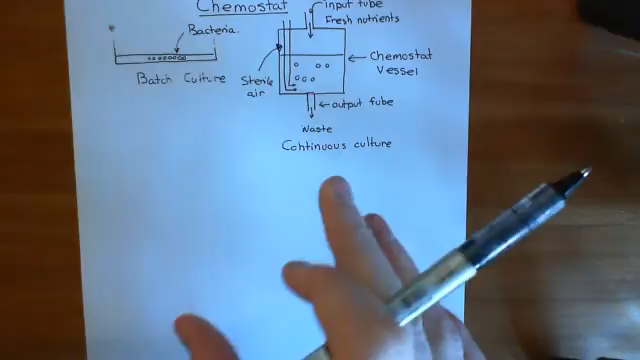 Chemostat
Bacteria.
Batch Culture
input tube
Fresh nutrients
Sterile
air
Chemostat
Vessel
output tube
Waste
Continuous culture